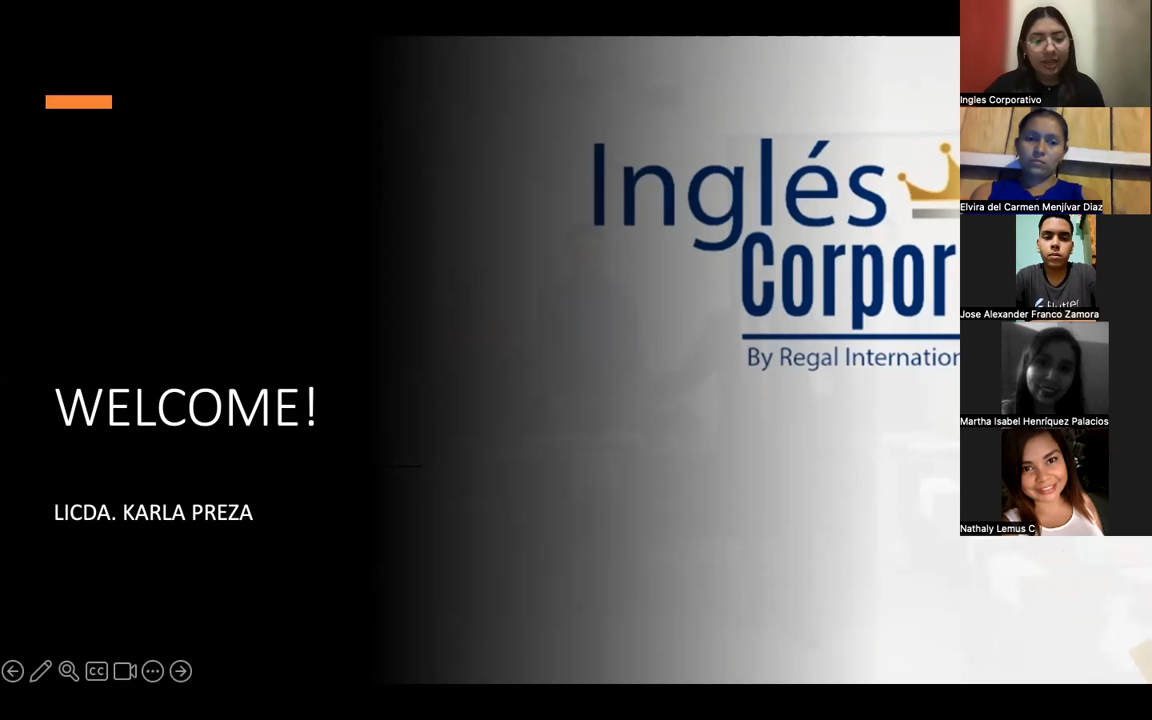 Inglés
Corpor
By Regal Internation
WELCOME!
LICDA. KARLA PREZA
CC
Ingles Corporativo
Elvira del Carmen Menjívar Diaz
Jose Alexander Franco Zamora
Martha Isabel Henríquez Palacios
Nathaly Lemus C